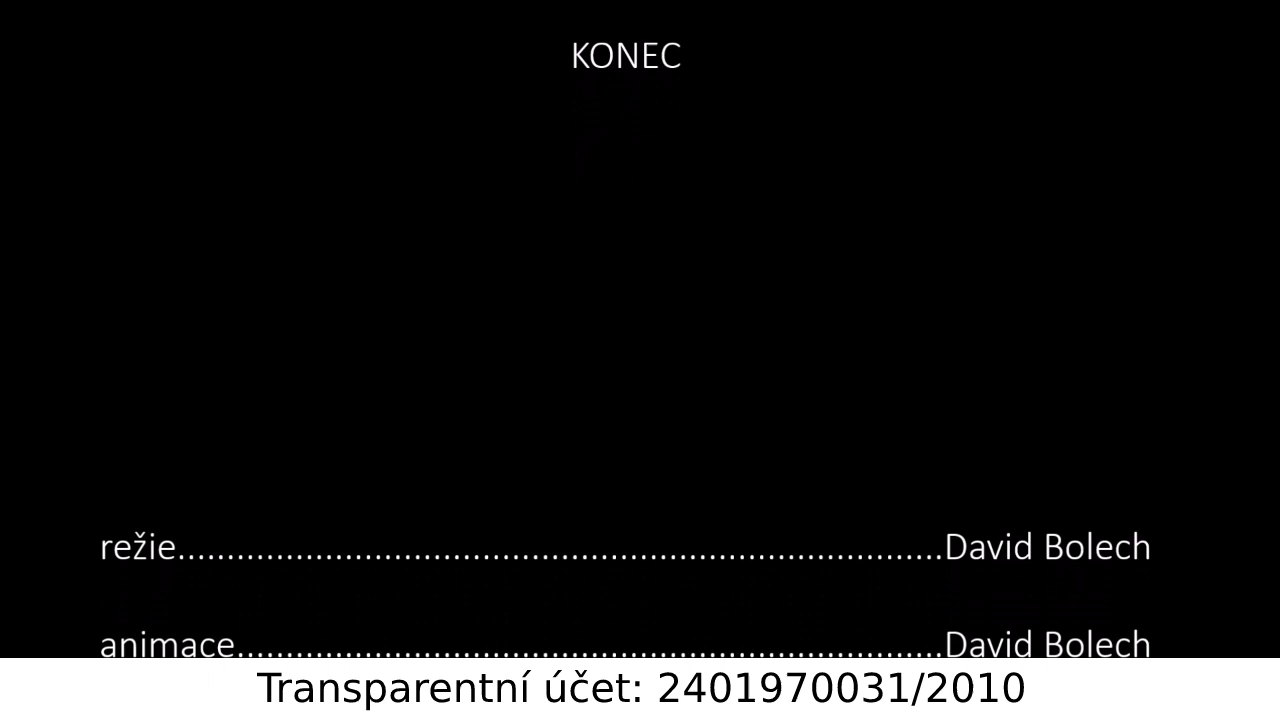 KONEC
režie.................................................................David Bolech
animace............................................................David Bolech
Transparentní účet: 2401970031/2010